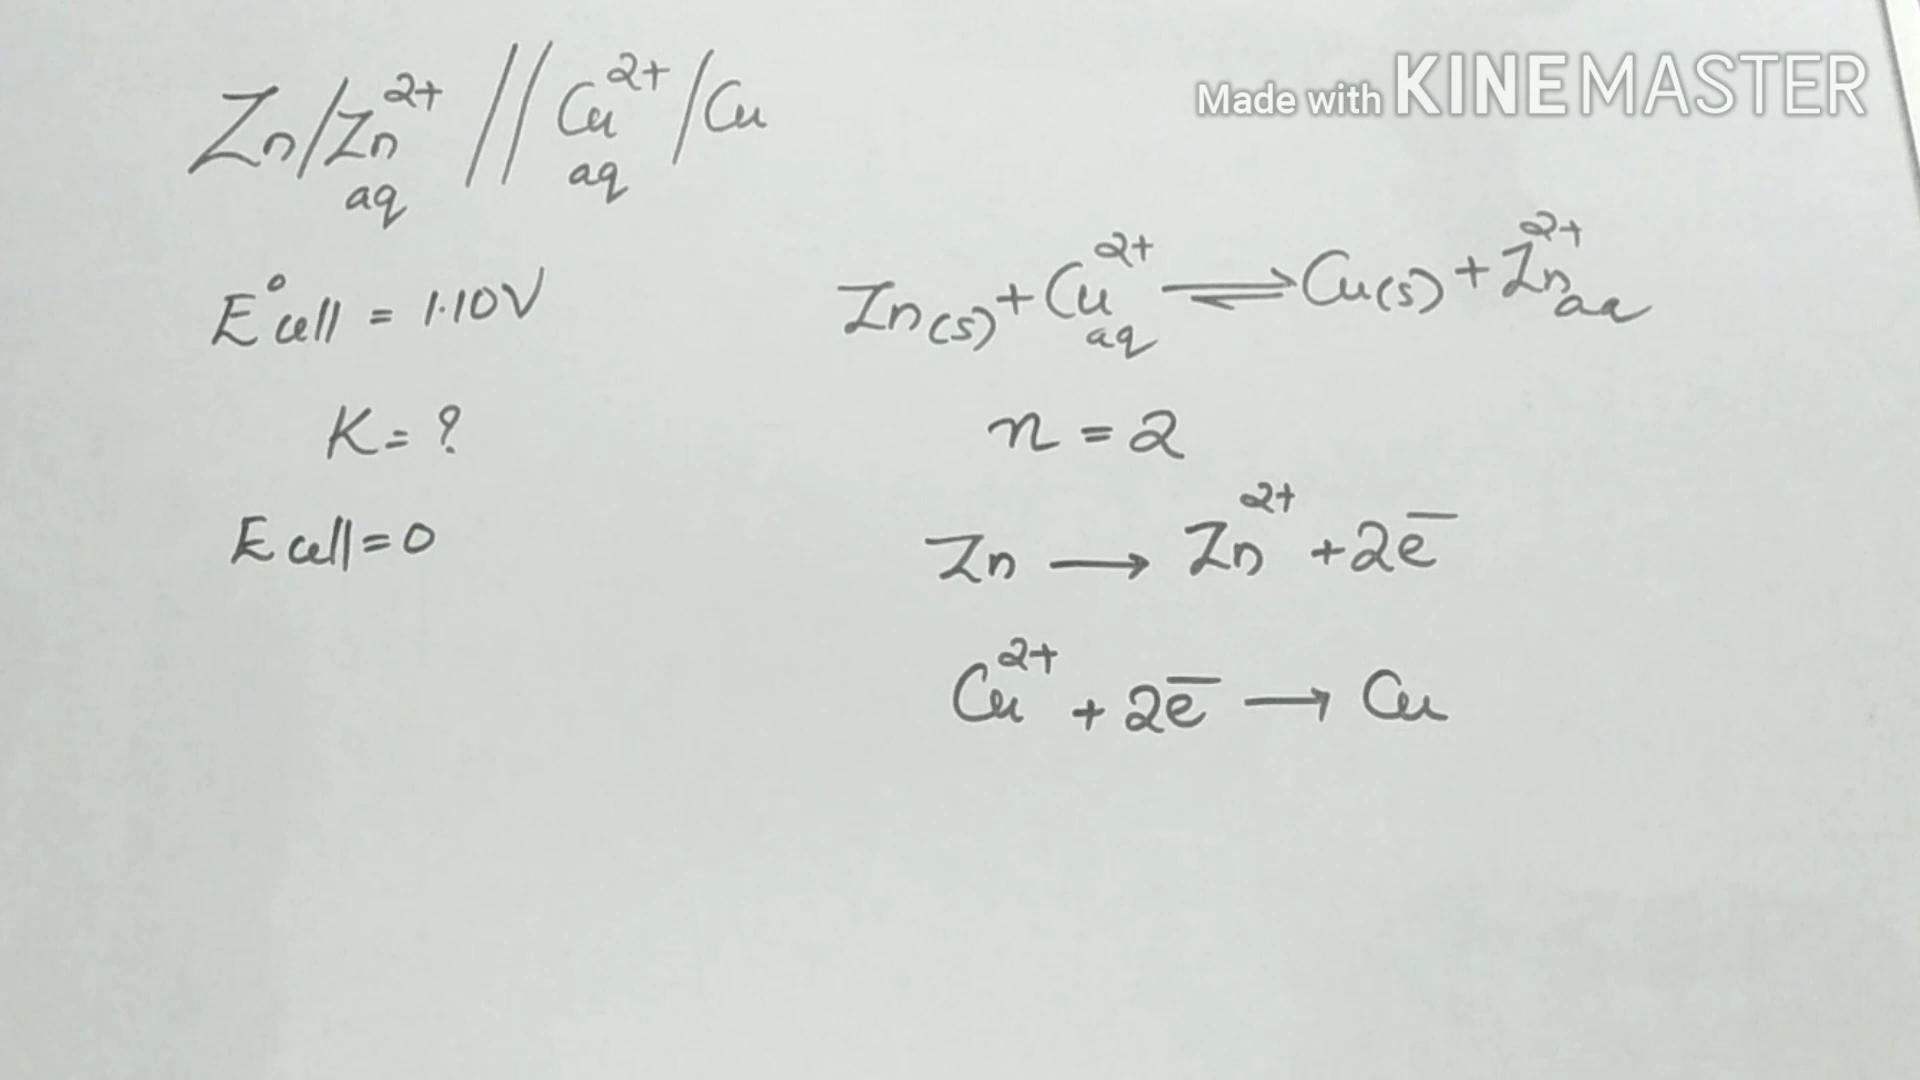 Made with KINEMASTER
Zn/Zn²⁺aq // Cu²⁺aq / Cu
E°cell = 1.10V
Zn(s) + Cu²⁺aq ⇌ Cu(s) + Zn²⁺aq
K = ?
n = 2
Ecell = 0
Zn → Zn²⁺ + 2e⁻
Cu²⁺ + 2e⁻ → Cu